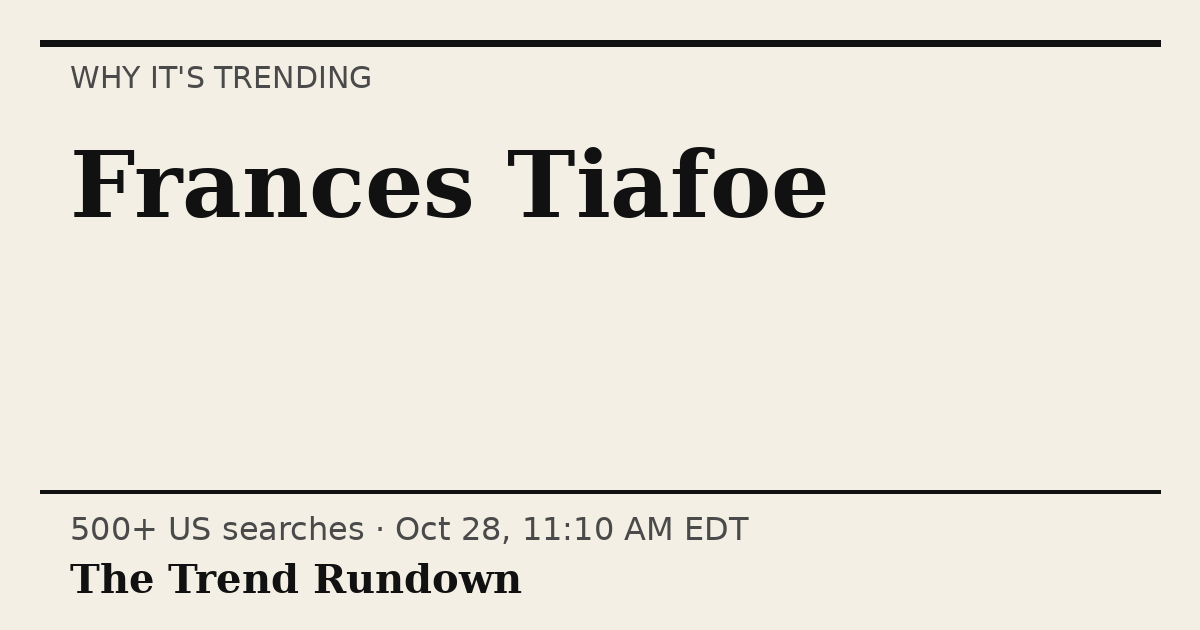 WHY IT'S TRENDING
Frances Tiafoe
500+ US searches · Oct 28, 11:10 AM EDT
The Trend Rundown